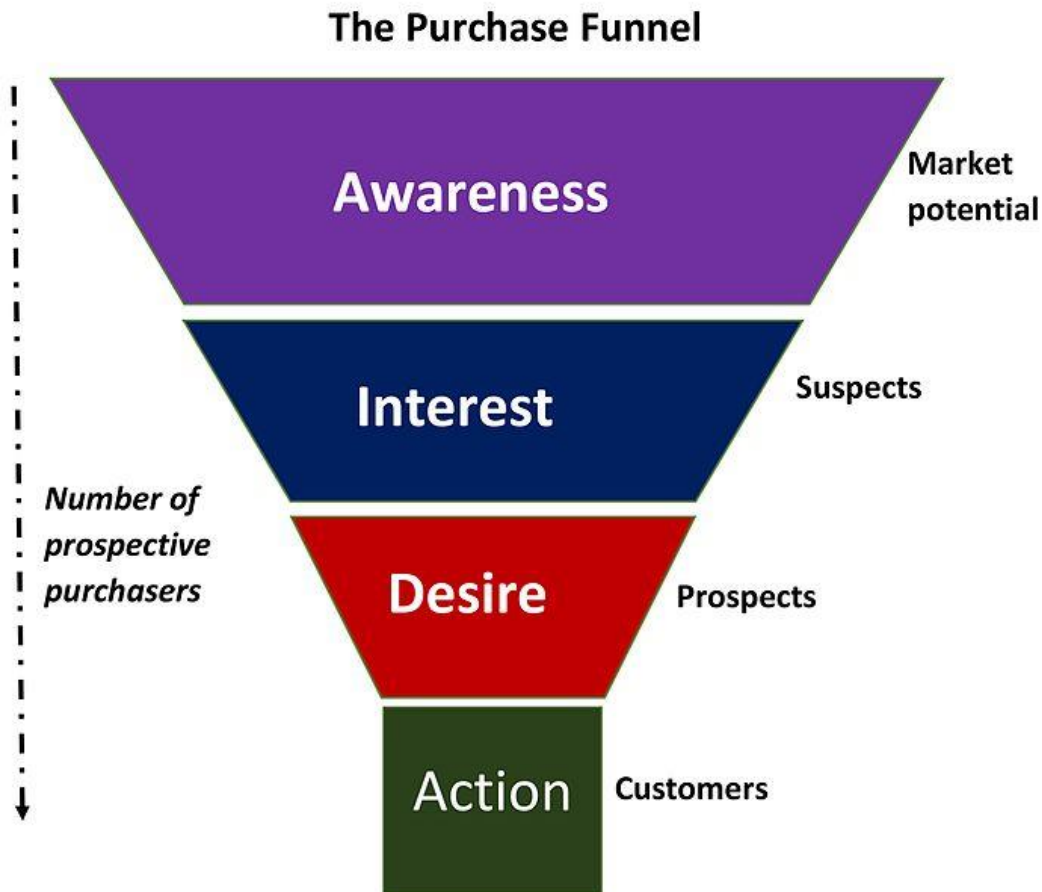 The Purchase Funnel
Awareness
Market
potential
Interest
Suspects
Number of
prospective
purchasers
Desire
Prospects
Action
Customers